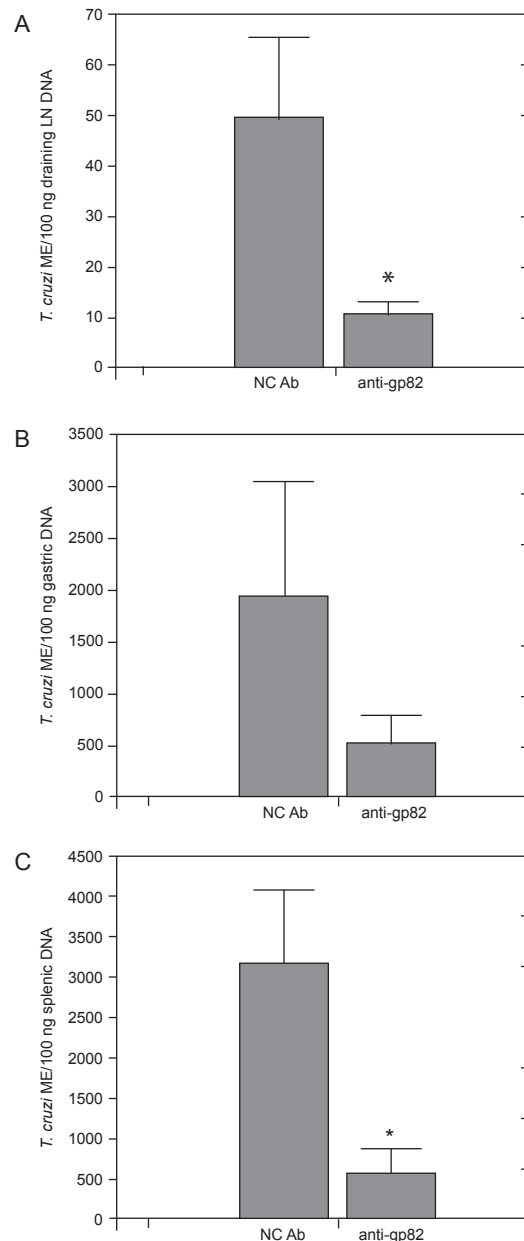 A
T. cruzi ME/100 ng draining LN DNA
70
60
50
40
30
20
10
0
*
NC Ab
anti-gp82
B
T. cruzi ME/100 ng gastric DNA
3500
3000
2500
2000
1500
1000
500
0
NC Ab
anti-gp82
C
T. cruzi ME/100 ng splenic DNA
4500
4000
3500
3000
2500
2000
1500
1000
500
0
*
NC Ab
anti-gp82